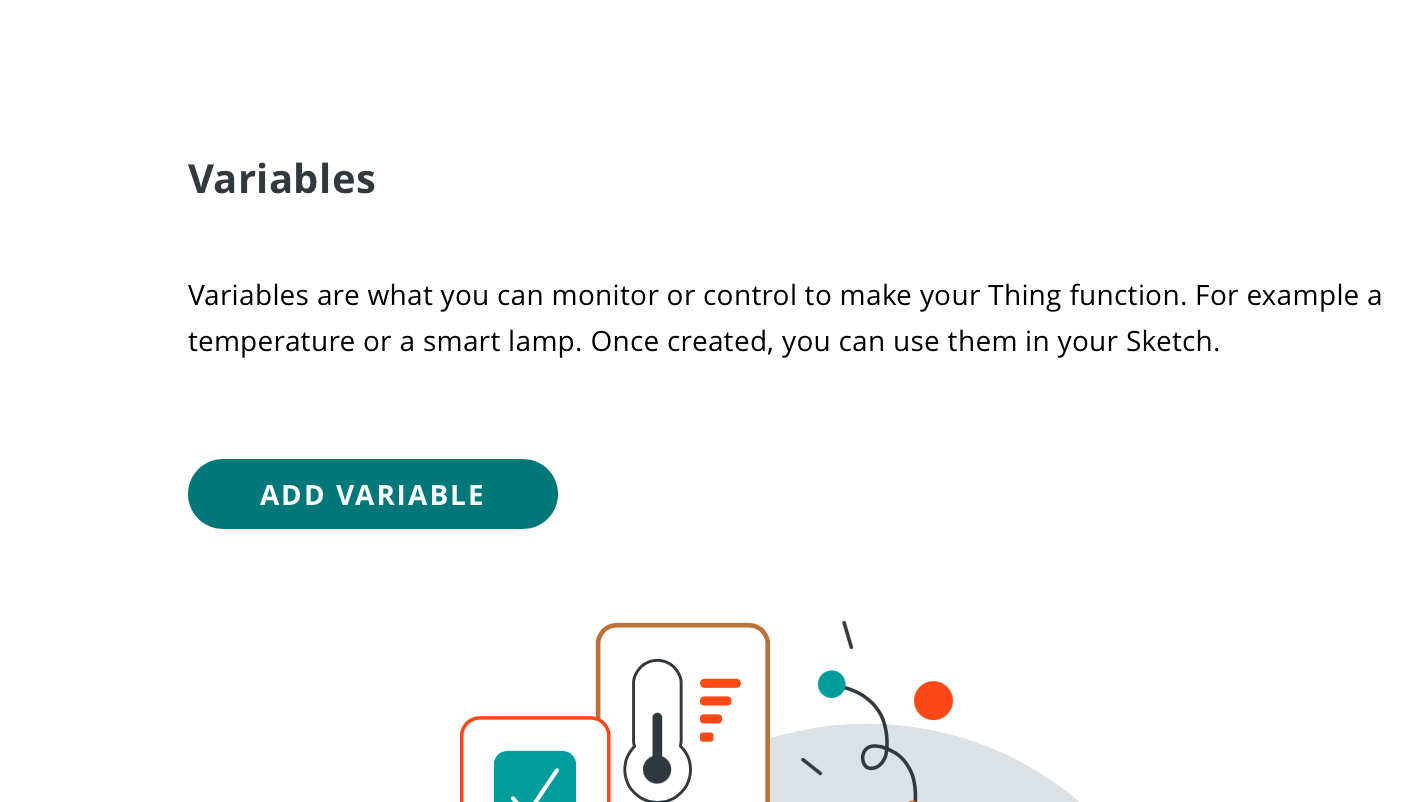 Variables
Variables are what you can monitor or control to make your Thing function. For example a
temperature or a smart lamp. Once created, you can use them in your Sketch.
ADD VARIABLE